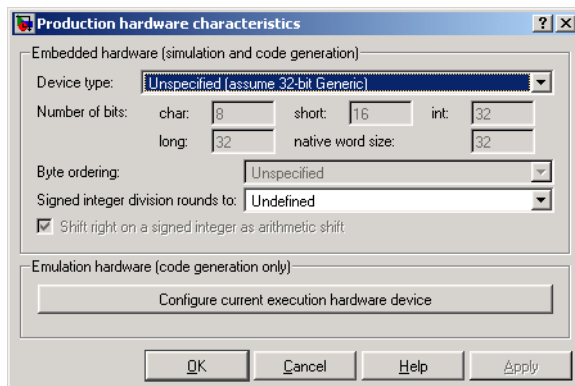 Production hardware characteristics
Embedded hardware (simulation and code generation)
Device type: Unspecified (assume 32-bit Generic)
Number of bits: char: 8 short: 16 int: 32
long: 32 native word size: 32
Byte ordering: Unspecified
Signed integer division rounds to: Undefined
Shift right on a signed integer as arithmetic shift
Emulation hardware (code generation only)
Configure current execution hardware device
OK Cancel Help Apply